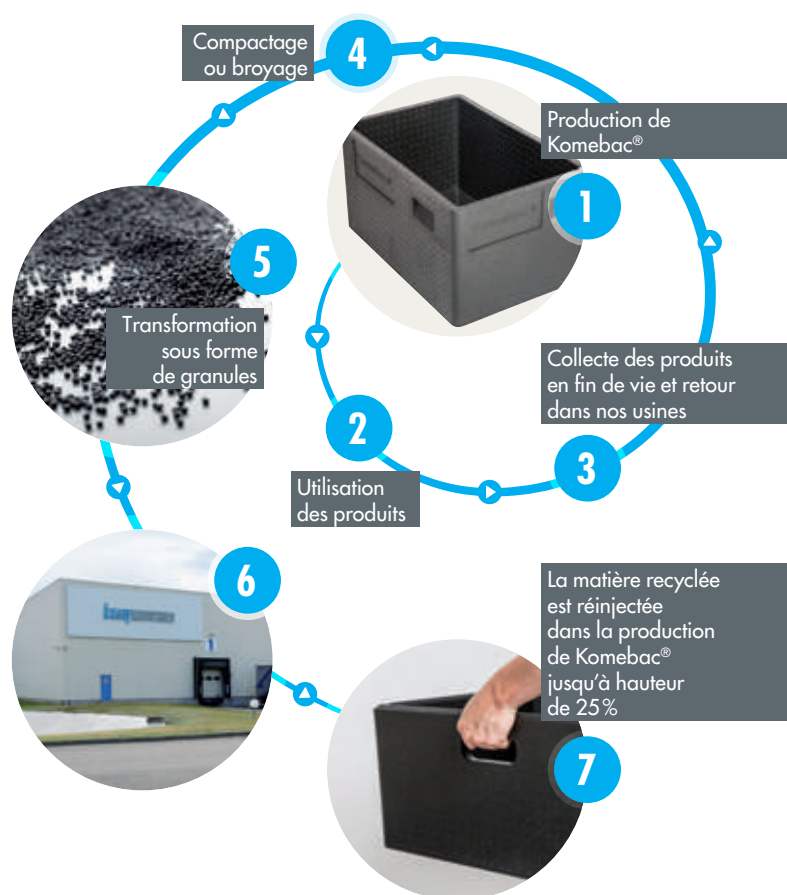 1
Production de
Komebac®
2
Utilisation
des produits
3
Collecte des produits
en fin de vie et retour
dans nos usines
4
Compactage
ou broyage
5
Transformation
sous forme
de granules
6
7
La matière recyclée
est réinjectée
dans la production
de Komebac®
jusqu'à hauteur
de 25%